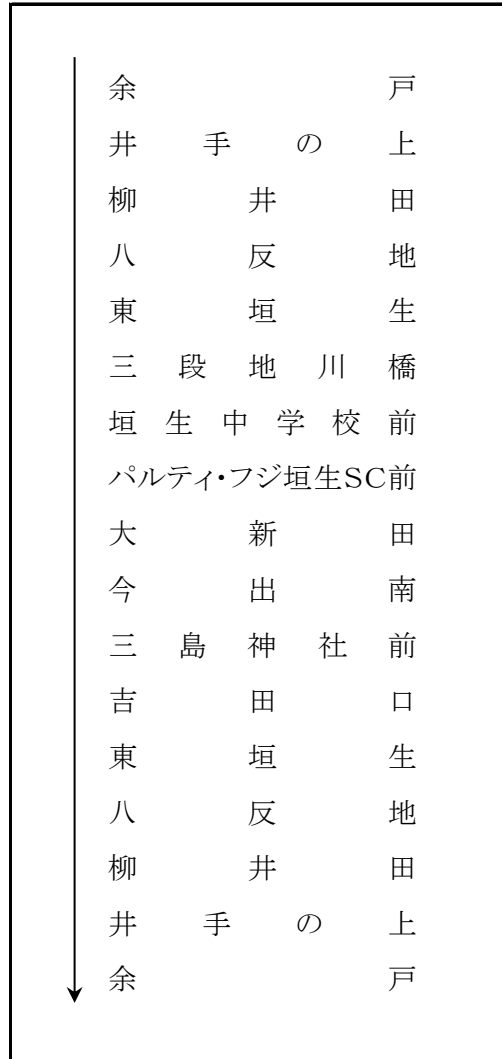 余戸
井手の上
柳井田
八反地
東垣生
三段地川橋
垣生中学校前
パルティ・フジ垣生SC前
大新田
今出南
三島神社前
吉田口
東垣生
八反地
柳井田
井手の上
余戸